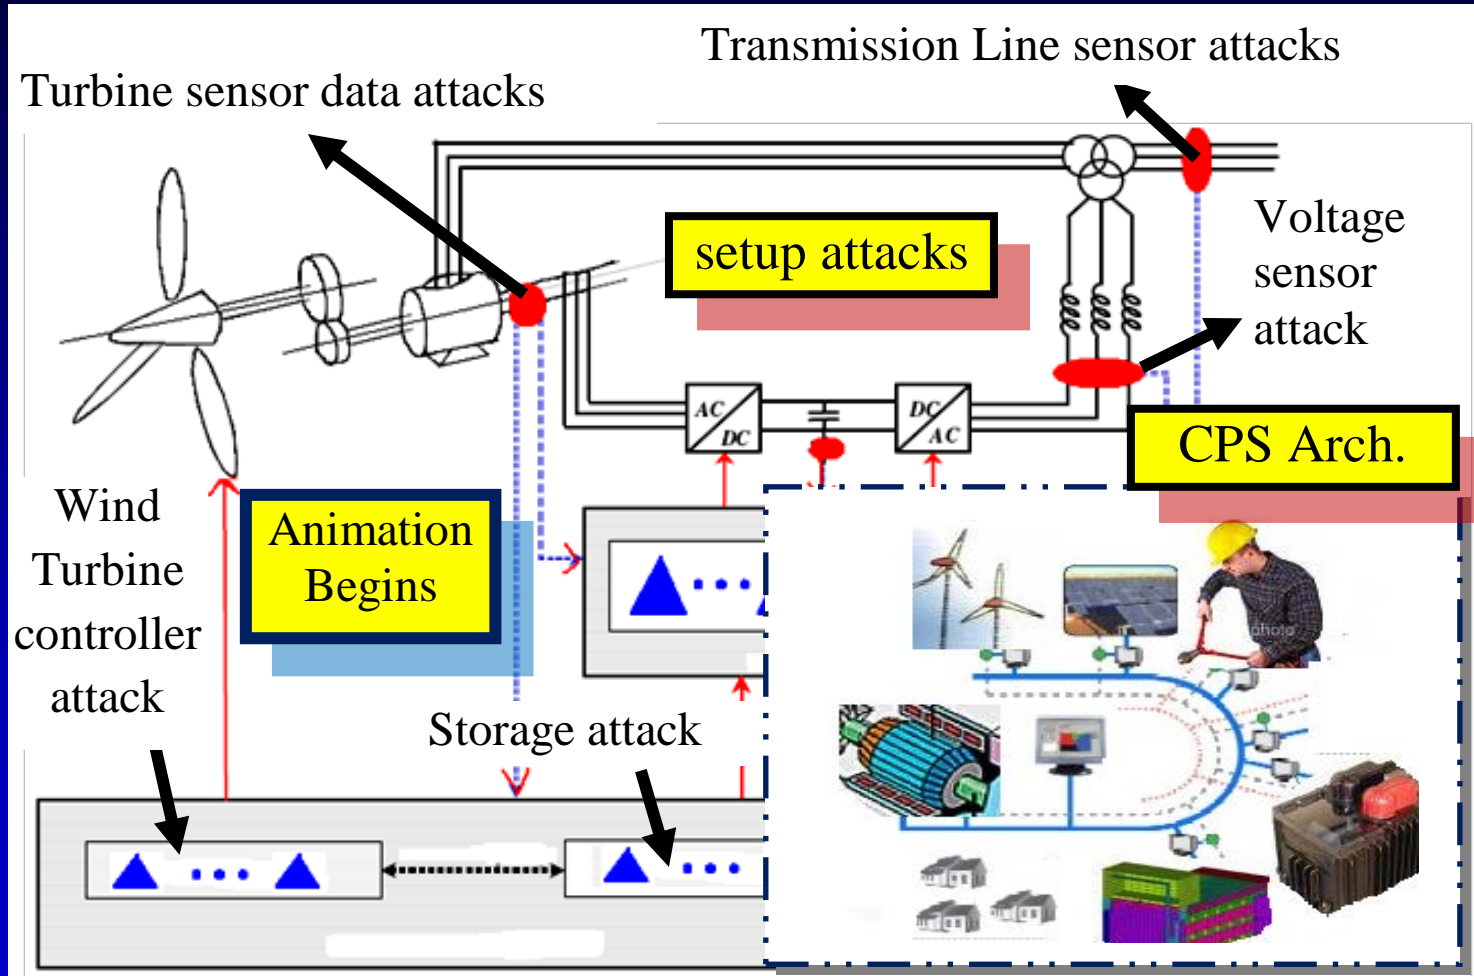 Transmission Line sensor attacks
Turbine sensor data attacks
setup attacks
Voltage
sensor
attack
AC
DC
DC
AC
CPS Arch.
Wind
Turbine
controller
attack
Animation
Begins
Storage attack
photo